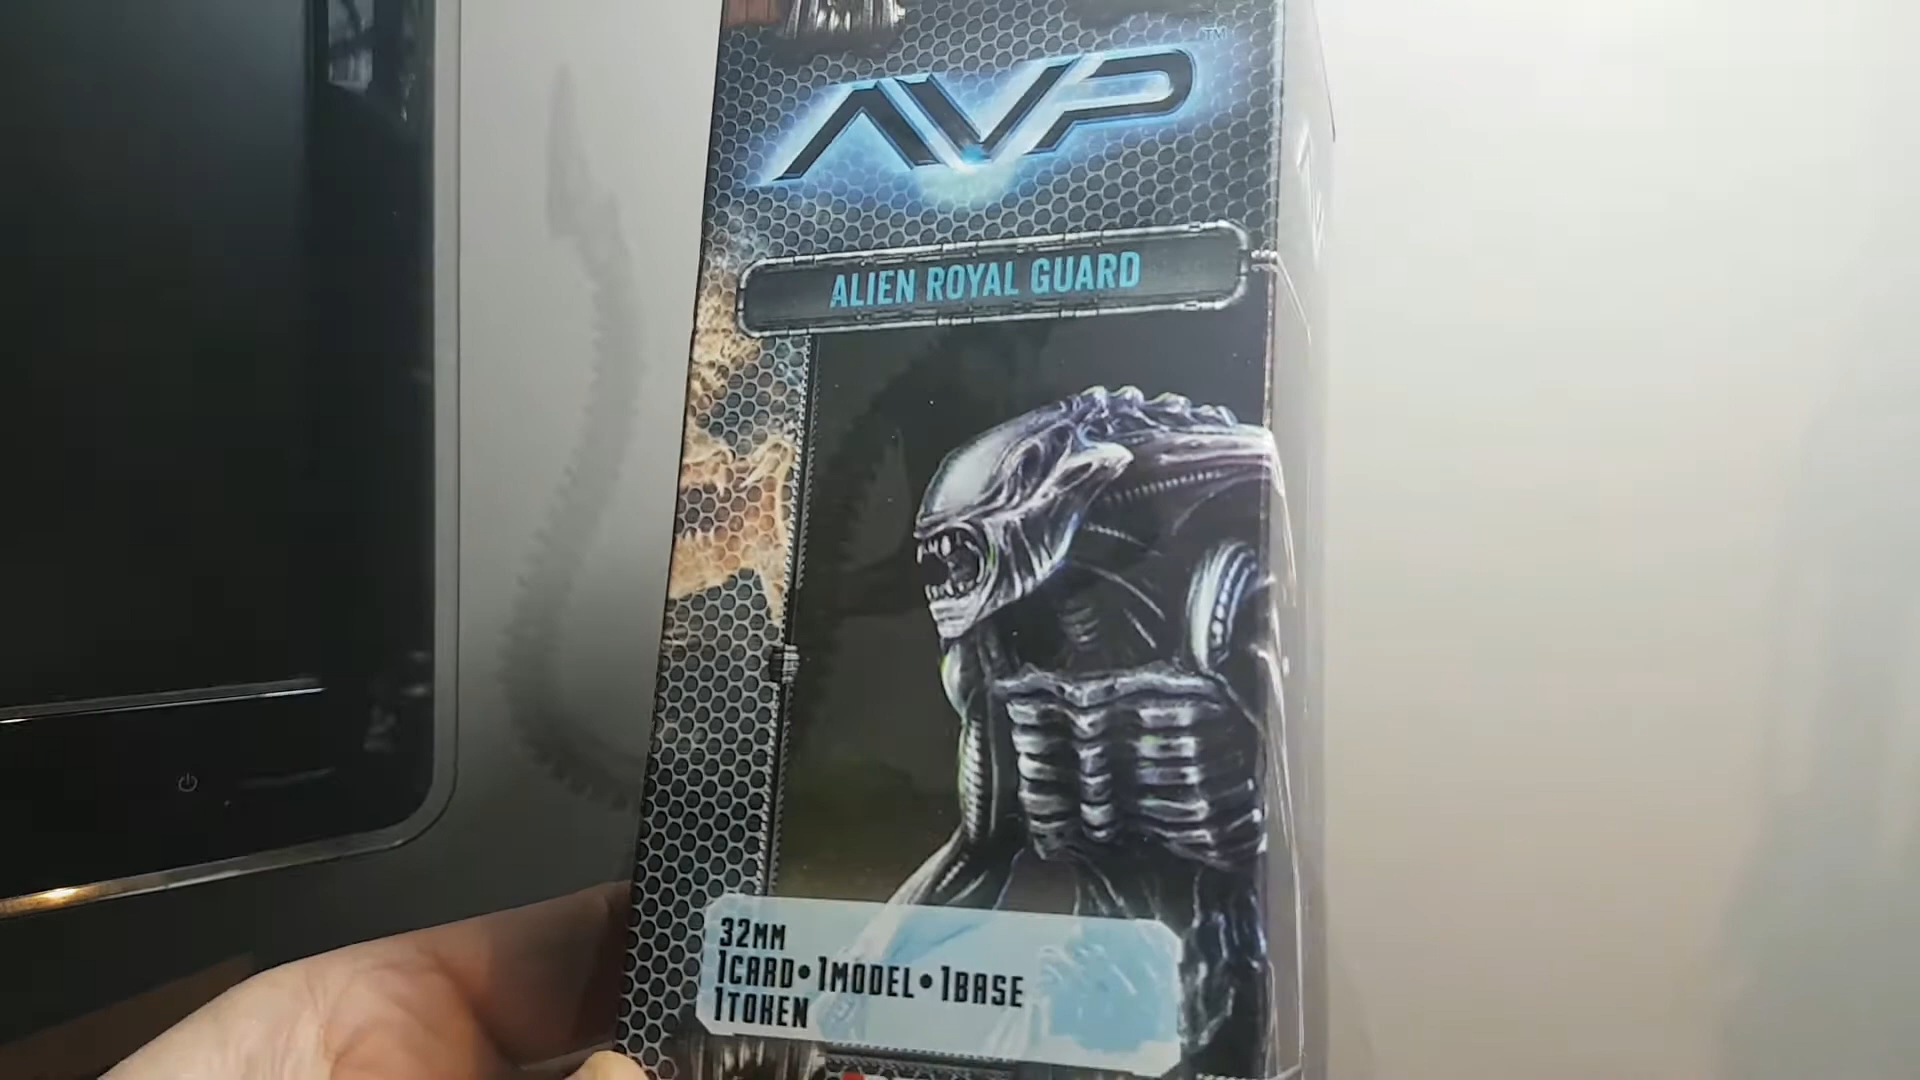 AVP™
ALIEN ROYAL GUARD
32MM
1CARD•1MODEL•1BASE
1TOKEN